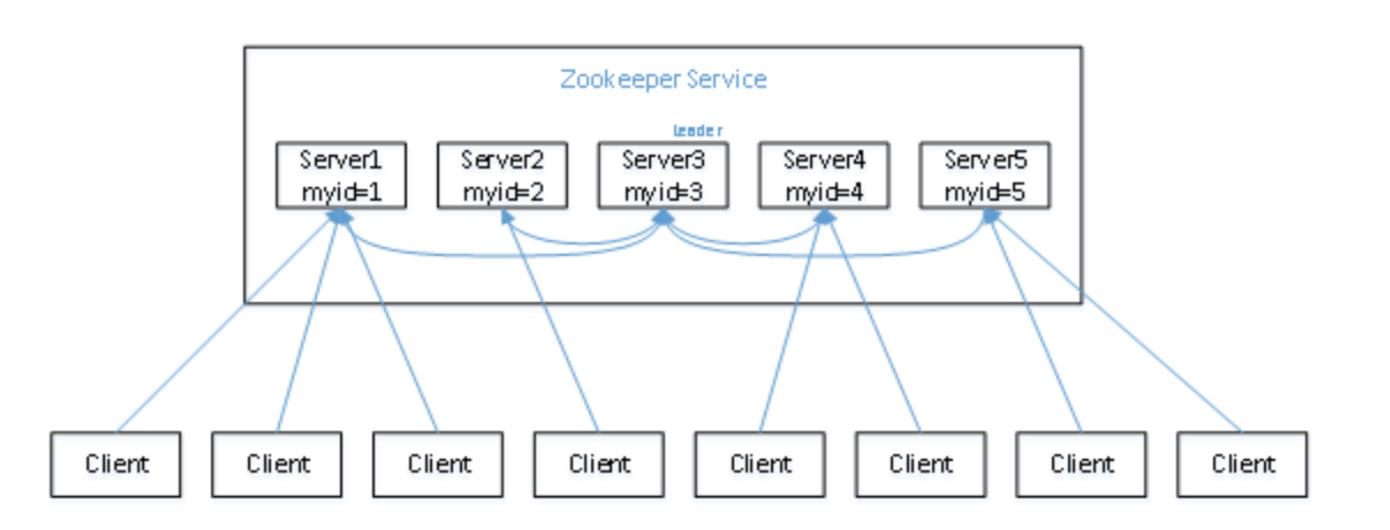 Zookeeper Service
Leader
Server1
myid=1
Server2
myid=2
Server3
myid=3
Server4
myid=4
Server5
myid=5
Client
Client
Client
Client
Client
Client
Client
Client